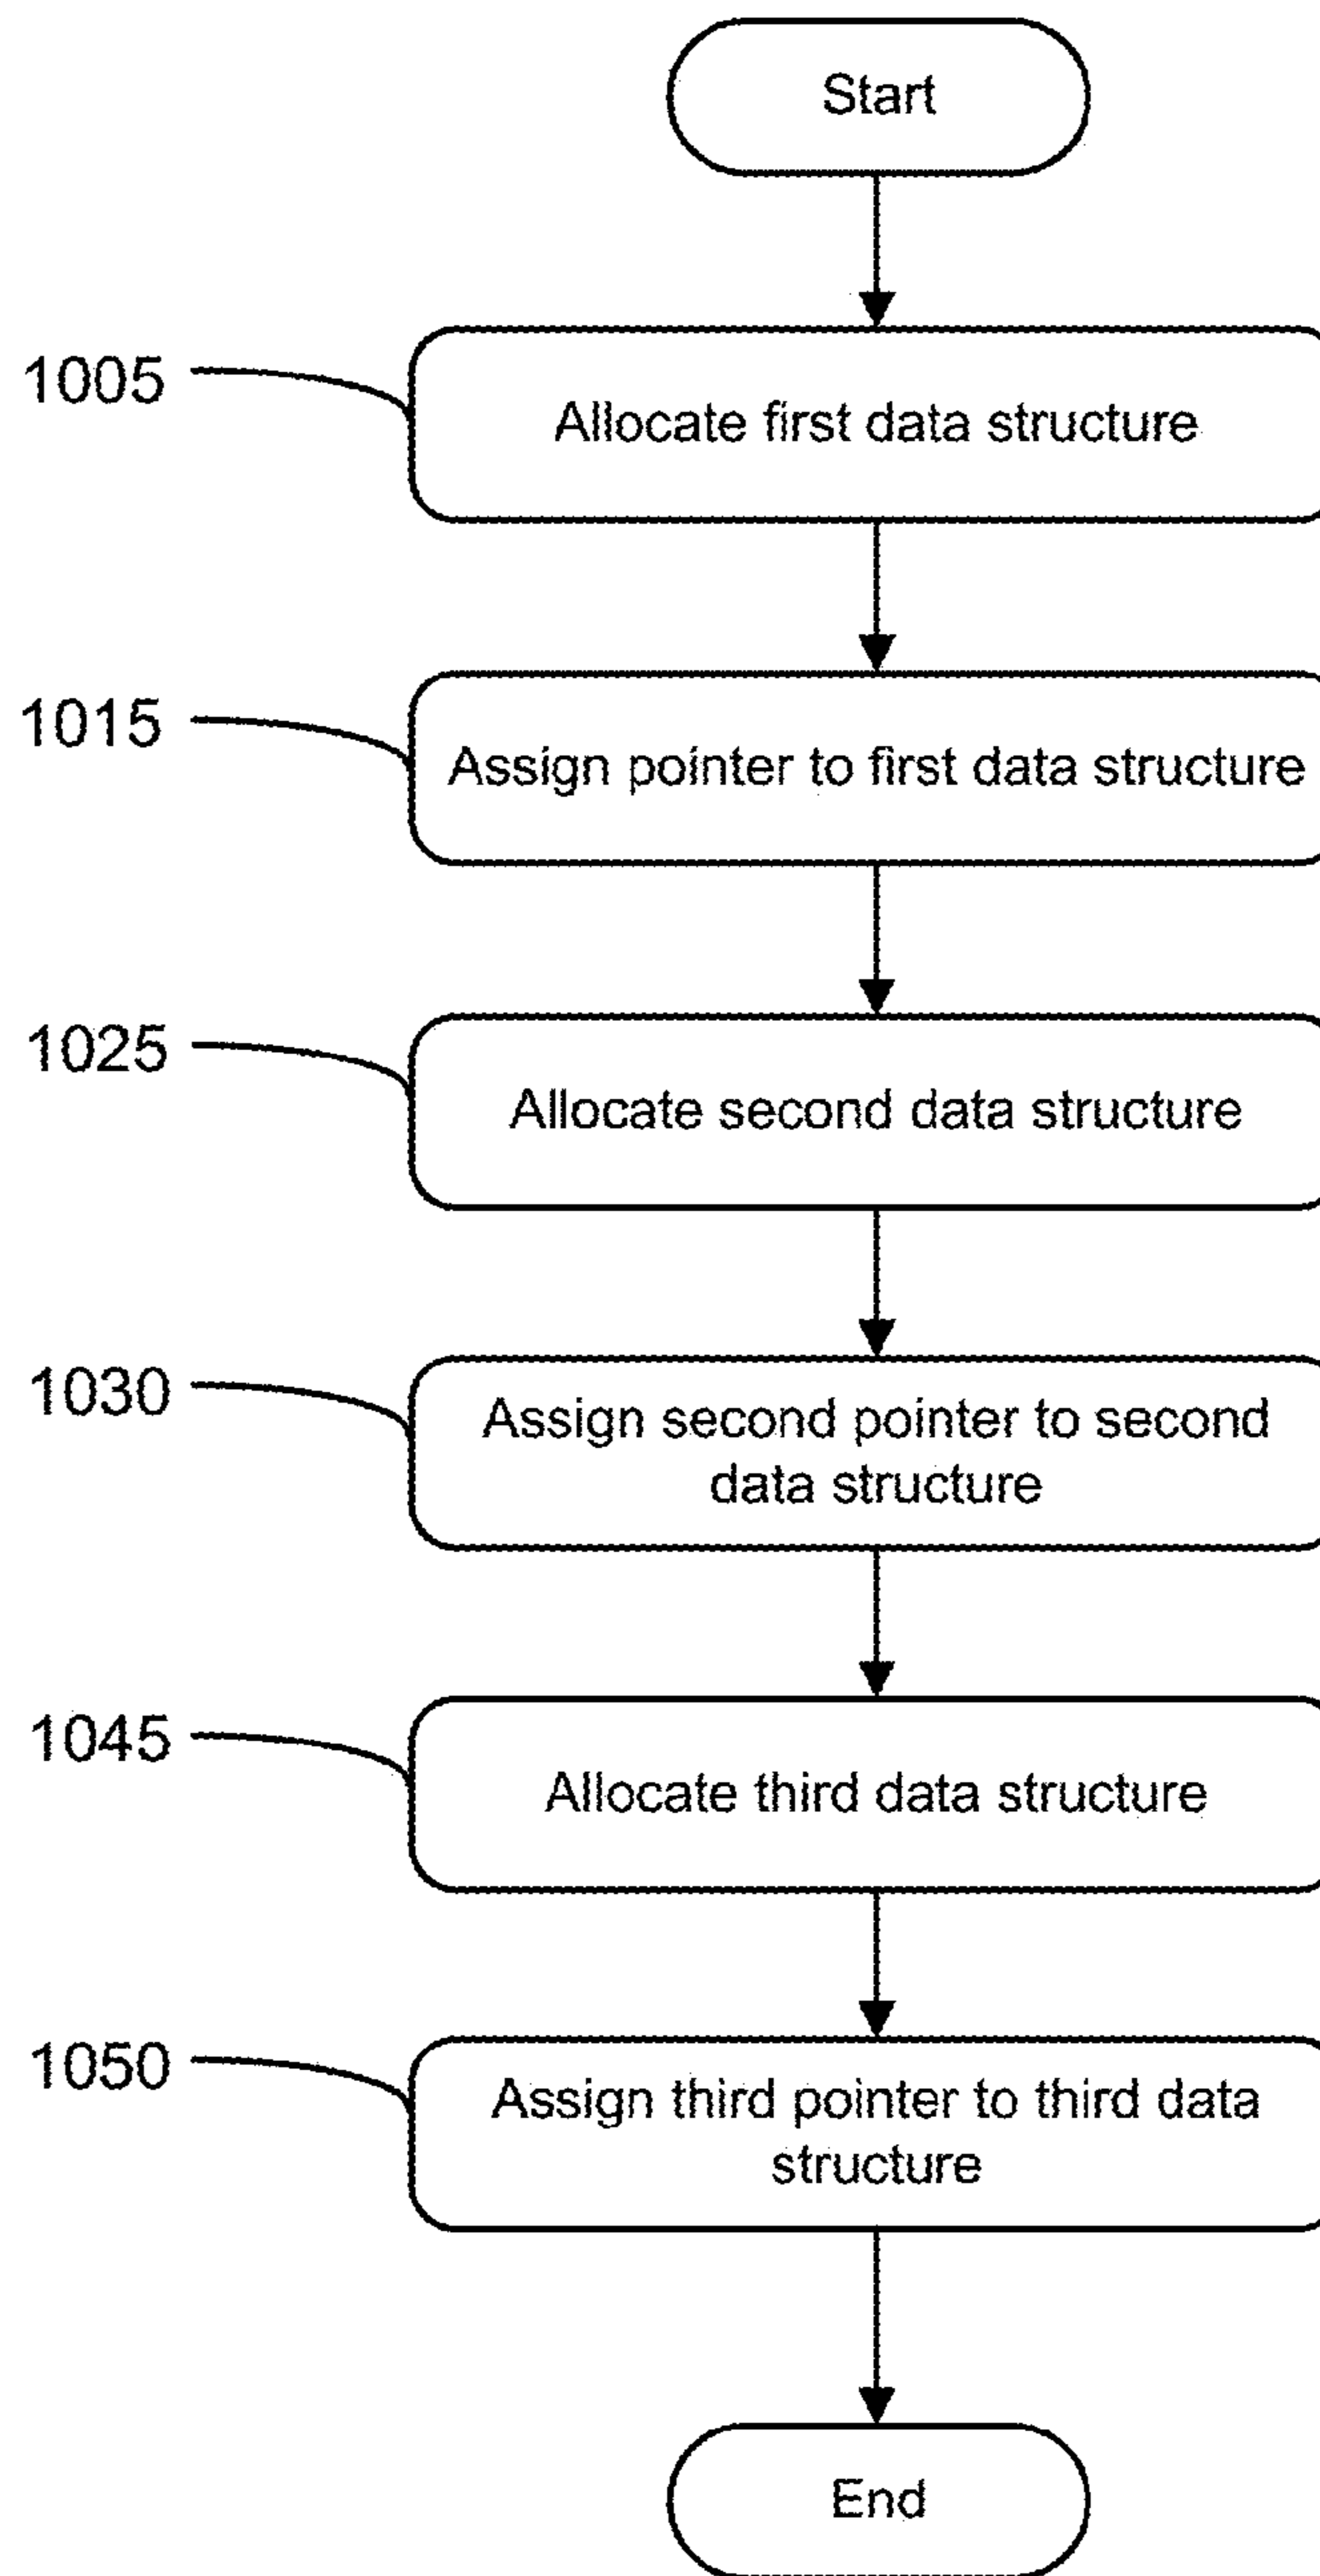 Start
1005
Allocate first data structure
1015
Assign pointer to first data structure
1025
Allocate second data structure
1030
Assign second pointer to second
data structure
1045
Allocate third data structure
1050
Assign third pointer to third data
structure
End